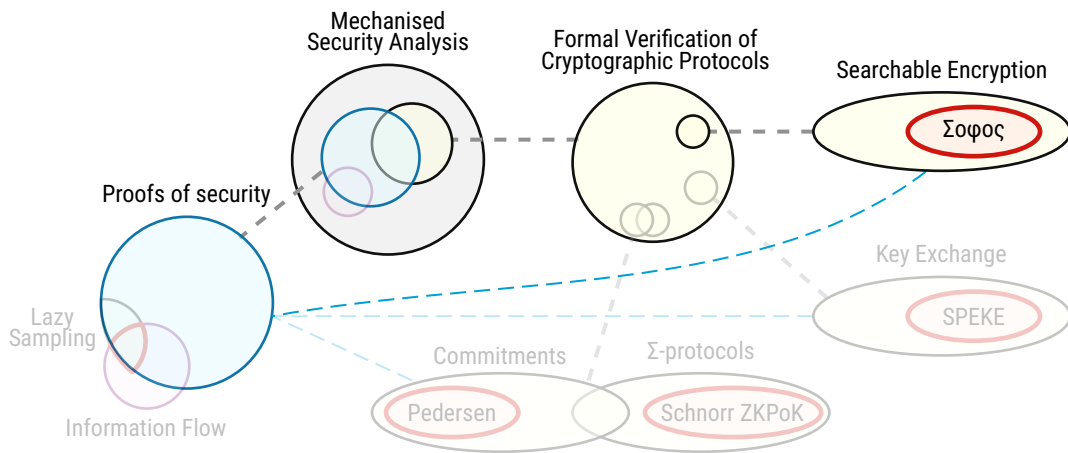 Mechanised
Security Analysis
Formal Verification of
Cryptographic Protocols
Searchable Encryption
Σοφος
Proofs of security
Key Exchange
SPEKE
Lazy
Sampling
Commitments
Σ-protocols
Pedersen
Schnorr ZKPoK
Information Flow